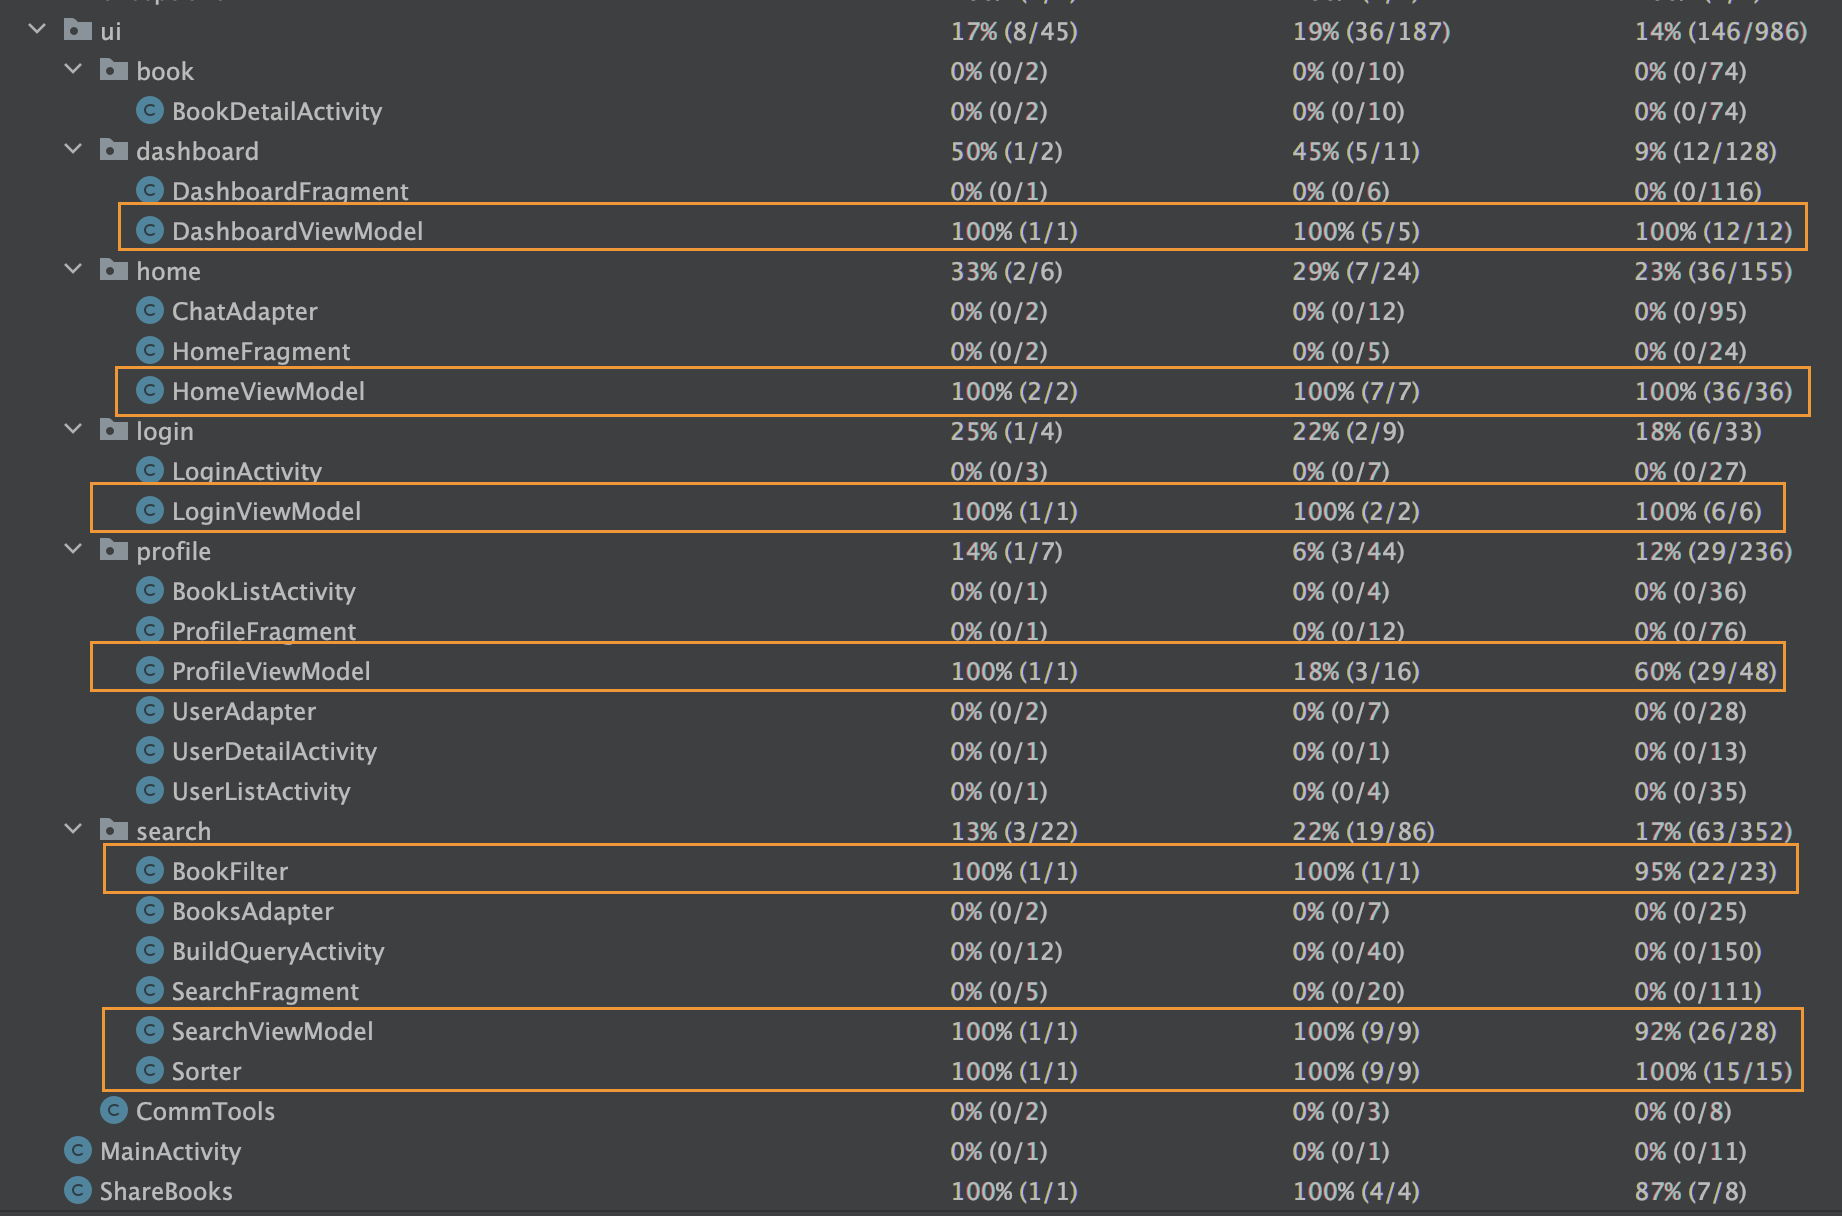 ui 17% (8/45) 19% (36/187) 14% (146/986)
book 0% (0/2) 0% (0/10) 0% (0/74)
BookDetailActivity 0% (0/2) 0% (0/10) 0% (0/74)
dashboard 50% (1/2) 45% (5/11) 9% (12/128)
DashboardFragment 0% (0/1) 0% (0/6) 0% (0/116)
DashboardViewModel 100% (1/1) 100% (5/5) 100% (12/12)
home 33% (2/6) 29% (7/24) 23% (36/155)
ChatAdapter 0% (0/2) 0% (0/12) 0% (0/95)
HomeFragment 0% (0/2) 0% (0/5) 0% (0/24)
HomeViewModel 100% (2/2) 100% (7/7) 100% (36/36)
login 25% (1/4) 22% (2/9) 18% (6/33)
LoginActivity 0% (0/3) 0% (0/7) 0% (0/27)
LoginViewModel 100% (1/1) 100% (2/2) 100% (6/6)
profile 14% (1/7) 6% (3/44) 12% (29/236)
BookListActivity 0% (0/1) 0% (0/4) 0% (0/36)
ProfileFragment 0% (0/1) 0% (0/12) 0% (0/76)
ProfileViewModel 100% (1/1) 18% (3/16) 60% (29/48)
UserAdapter 0% (0/2) 0% (0/7) 0% (0/28)
UserDetailActivity 0% (0/1) 0% (0/1) 0% (0/13)
UserListActivity 0% (0/1) 0% (0/4) 0% (0/35)
search 13% (3/22) 22% (19/86) 17% (63/352)
BookFilter 100% (1/1) 100% (1/1) 95% (22/23)
BooksAdapter 0% (0/2) 0% (0/7) 0% (0/25)
BuildQueryActivity 0% (0/12) 0% (0/40) 0% (0/150)
SearchFragment 0% (0/5) 0% (0/20) 0% (0/111)
SearchViewModel 100% (1/1) 100% (9/9) 92% (26/28)
Sorter 100% (1/1) 100% (9/9) 100% (15/15)
CommTools 0% (0/2) 0% (0/3) 0% (0/8)
MainActivity 0% (0/1) 0% (0/1) 0% (0/11)
ShareBooks 100% (1/1) 100% (4/4) 87% (7/8)